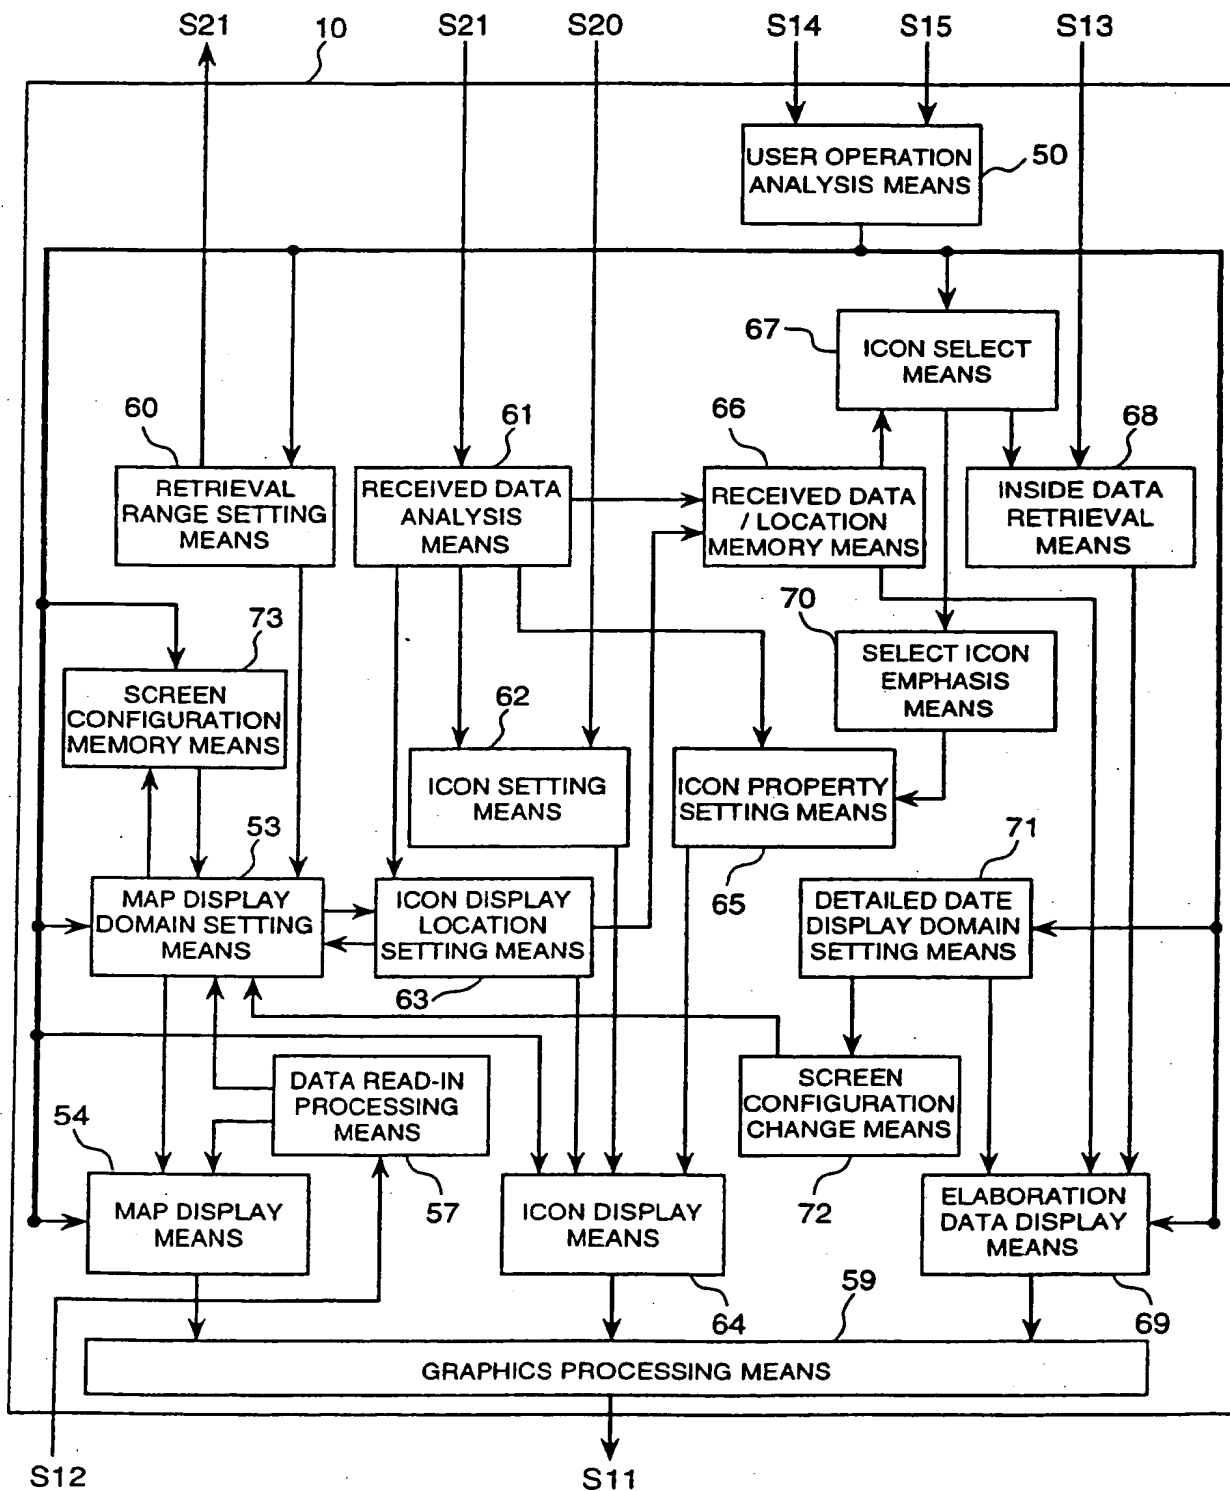 S21
10
S21
S20
S14
S15
S13
USER OPERATION
ANALYSIS MEANS
50
67
ICON SELECT
MEANS
60
61
66
68
RETRIEVAL
RANGE SETTING
MEANS
RECEIVED DATA
ANALYSIS
MEANS
RECEIVED DATA
/ LOCATION
MEMORY MEANS
INSIDE DATA
RETRIEVAL
MEANS
73
70
SCREEN
CONFIGURATION
MEMORY MEANS
62
SELECT ICON
EMPHASIS
MEANS
ICON SETTING
MEANS
ICON PROPERTY
SETTING MEANS
53
65
71
MAP DISPLAY
DOMAIN SETTING
MEANS
ICON DISPLAY
LOCATION
SETTING MEANS
63
DETAILED DATE
DISPLAY DOMAIN
SETTING MEANS
DATA READ-IN
PROCESSING
MEANS
57
SCREEN
CONFIGURATION
CHANGE MEANS
72
54
MAP DISPLAY
MEANS
ICON DISPLAY
MEANS
64
ELABORATION
DATA DISPLAY
MEANS
69
59
GRAPHICS PROCESSING MEANS
S12
S11